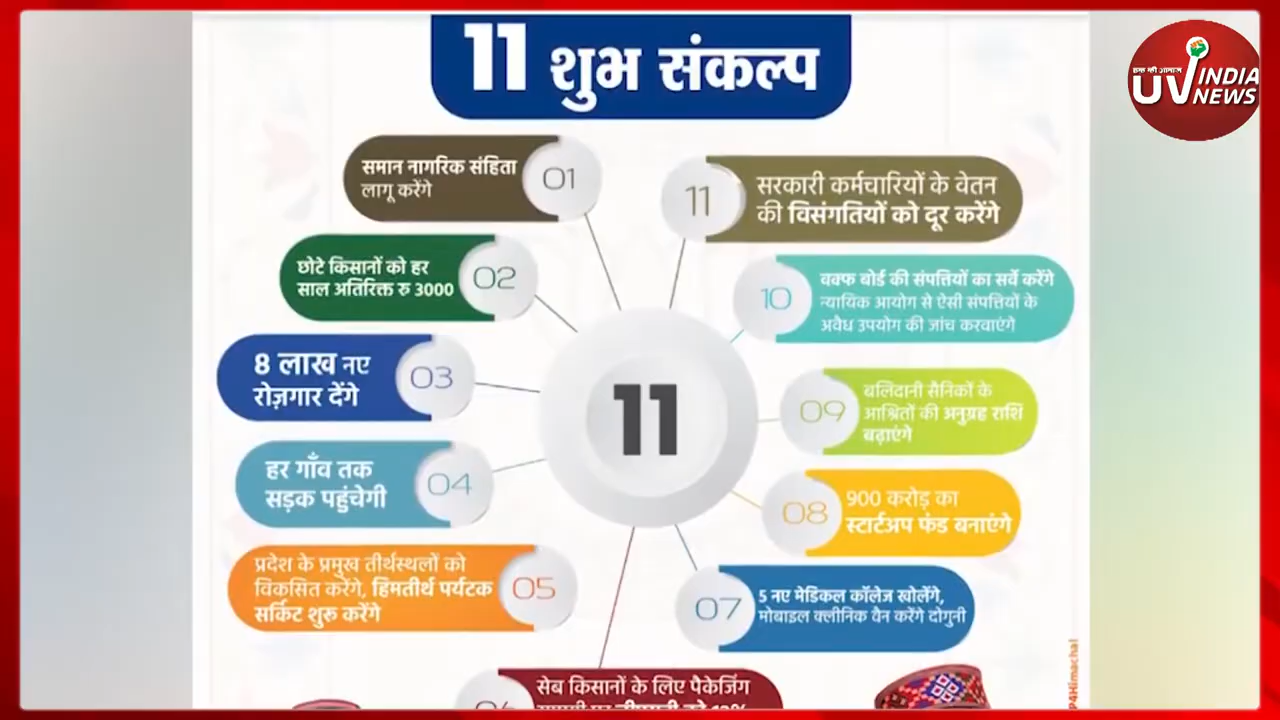 11 शुभ संकल्प
हक की आवाज
UV INDIA
NEWS
समान नागरिक संहिता
लागू करेंगे
01
छोटे किसानों को हर
साल अतिरिक्त रु 3000
02
8 लाख नए
रोज़गार देंगे
03
हर गाँव तक
सड़क पहुंचेगी
04
प्रदेश के प्रमुख तीर्थस्थलों को
विकसित करेंगे, हिमतीर्थ पर्यटक
सर्किट शुरू करेंगे
05
सेब किसानों के लिए पैकेजिंग
07
5 नए मेडिकल कॉलेज खोलेंगे,
मोबाइल क्लीनिक वैन करेंगे दोगुनी
08
900 करोड़ का
स्टार्टअप फंड बनाएंगे
09
बलिदानी सैनिकों के
आश्रितों की अनुग्रह राशि
बढ़ाएंगे
10
वक्फ बोर्ड की संपत्तियों का सर्वे करेंगे
न्यायिक आयोग से ऐसी संपत्तियों के
अवैध उपयोग की जांच करवाएंगे
11
सरकारी कर्मचारियों के वेतन
की विसंगतियों को दूर करेंगे
11
P4Himachal